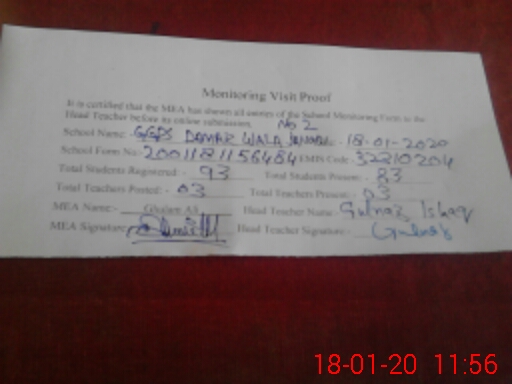 Monitoring Visit Proof
It is certified that the MEA has shown all scores of the School Monitoring Form to the
Head Teacher before its online submission.
No 2
School Name:- GGPS DAMAR WALA 18-01-2020
School Form No:- 2001181156484 EMIS Code:- 32210204
Total Students Registered:- 93 Total Students Present:- 83
Total Teachers Posted:- 03 Total Teachers Present:- 03
MEA Name:- Ghulam Ali Head Teacher Name:- Gulnaz Ishaq
MEA Signature:- Head Teacher Signature:- Gulnaz
18-01-20 11:56